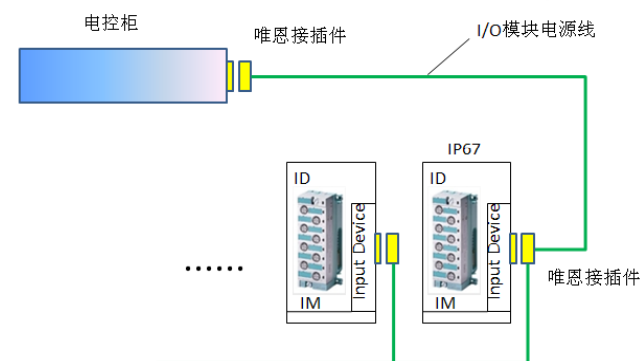 电控柜
唯恩接插件
I/O模块电源线
IP67
ID
Input Device
IM
ID
Input Device
IM
......
唯恩接插件